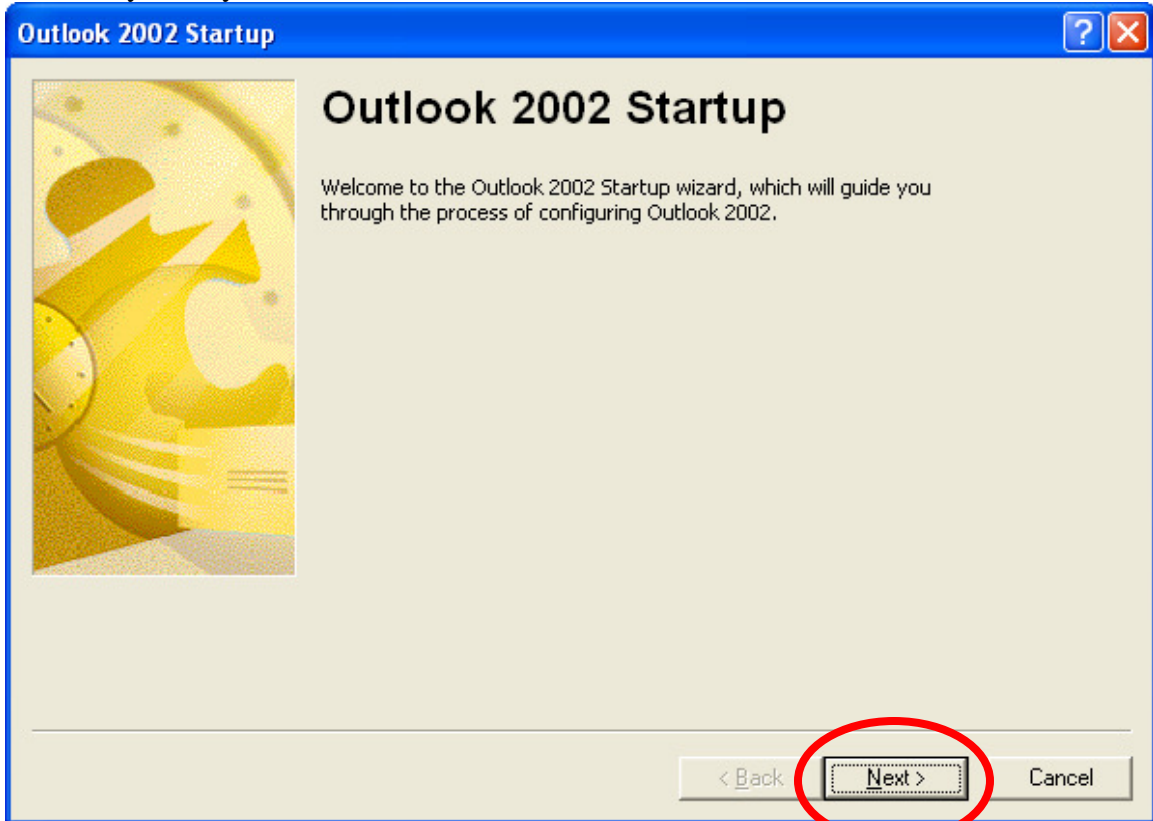 Outlook 2002 Startup
Outlook 2002 Startup
Welcome to the Outlook 2002 Startup wizard, which will guide you
through the process of configuring Outlook 2002.
< Back Next > Cancel